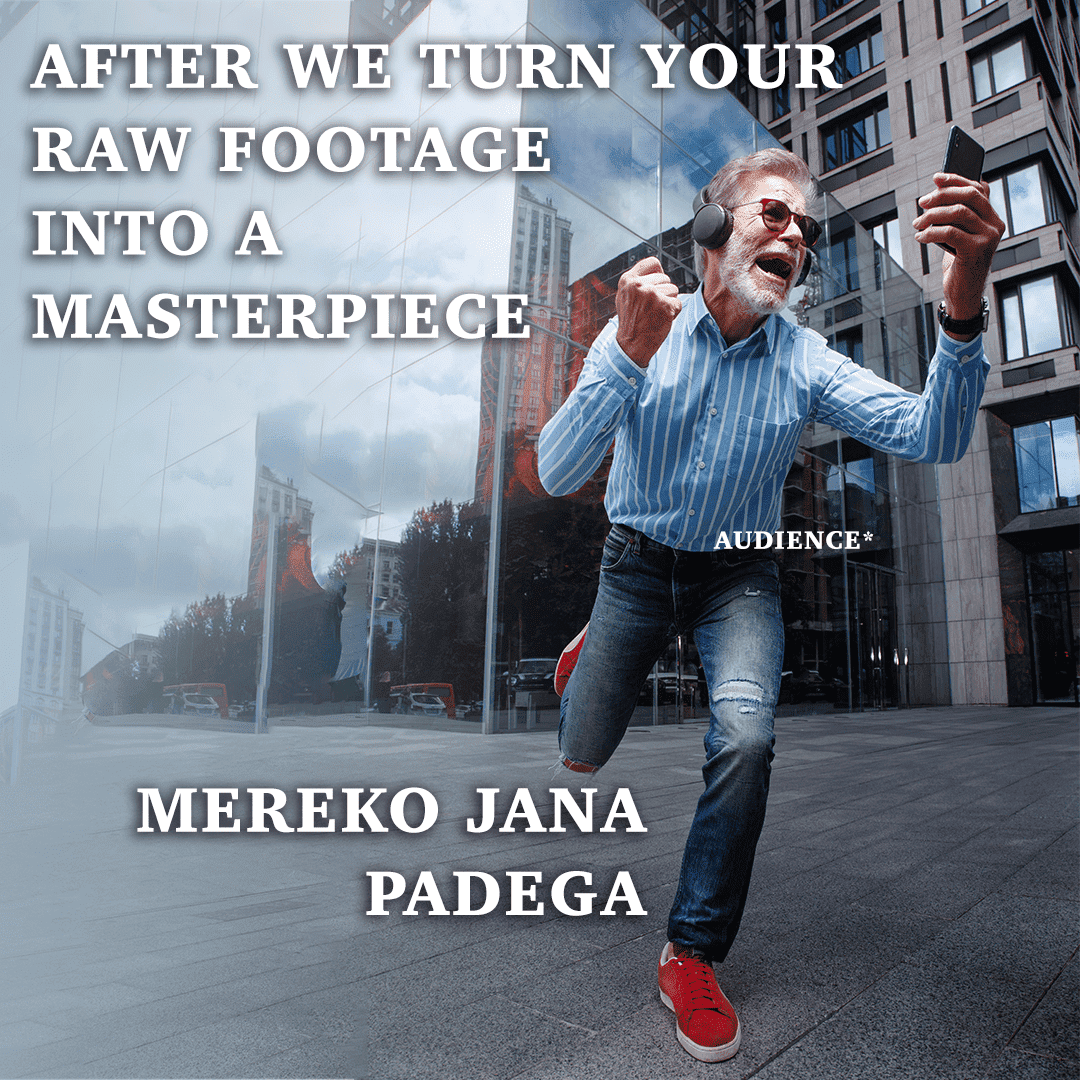 AFTER WE TURN YOUR
RAW FOOTAGE
INTO A
MASTERPIECE
AUDIENCE*
MEREKO JANA
PADEGA